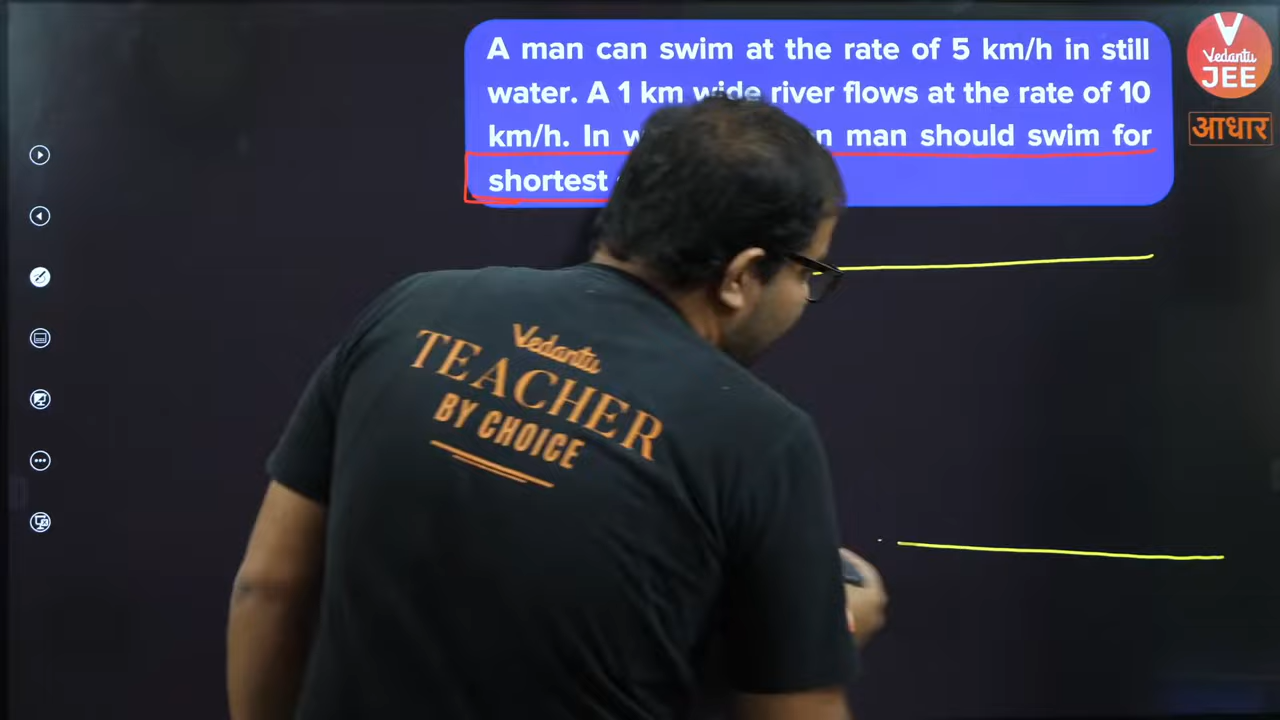 A man can swim at the rate of 5 km/h in still
water. A 1 km wide river flows at the rate of 10
km/h. In man should swim for
shortest
Vedantu
JEE
आधार
Vedantu
TEACHER
BY CHOICE